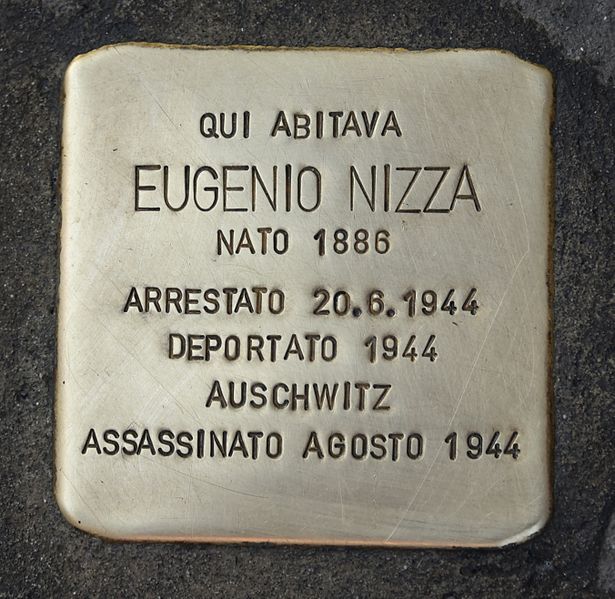 QUI ABITAVA
EUGENIO NIZZA
NATO 1886
ARRESTATO 20.6.1944
DEPORTATO 1944
AUSCHWITZ
ASSASSINATO AGOSTO 1944